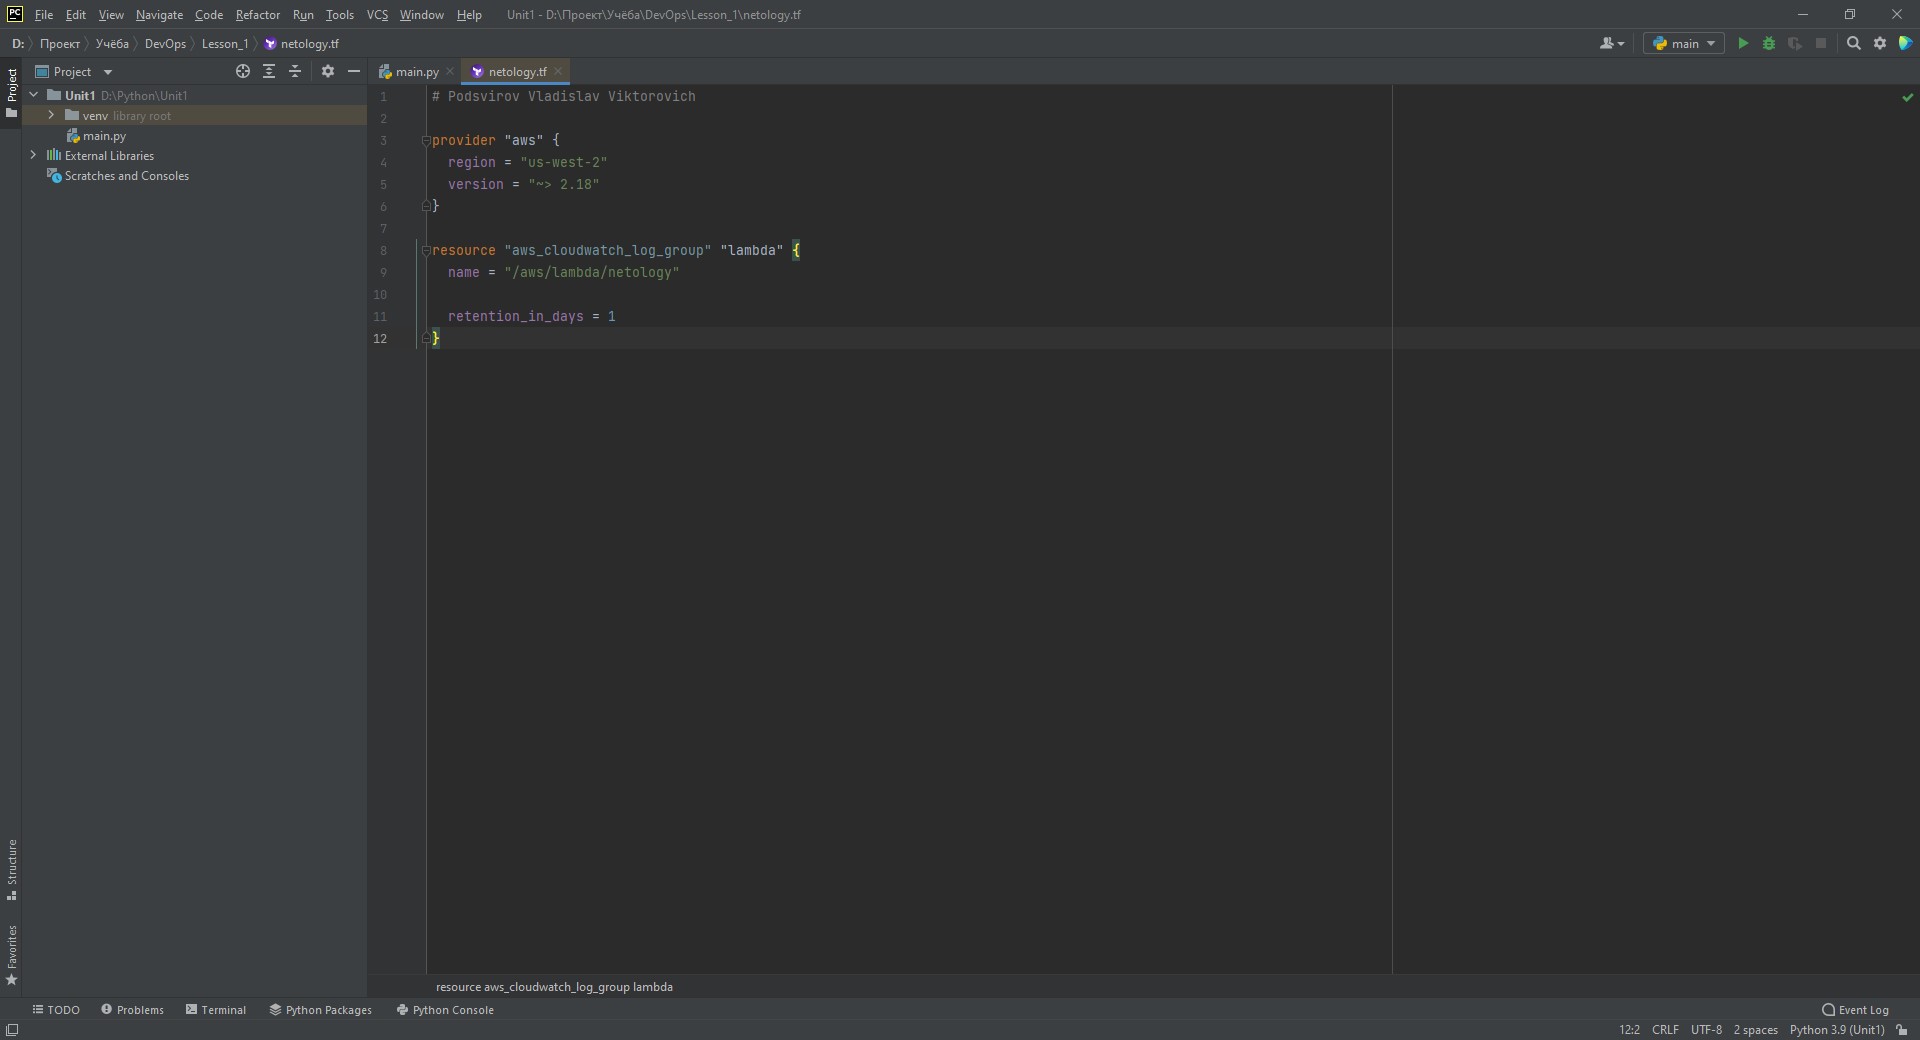 PC File Edit View Navigate Code Refactor Run Tools VCS Window Help Unit1 - D:\Проект\Учёба\DevOps\Lesson_1\netology.tf
D: Проект Учёба DevOps Lesson_1 netology.tf main
Project
Project
main.py netology.tf
Unit1 D:\Python\Unit1
venv library root
main.py
External Libraries
Scratches and Consoles
1 # Podsvirov Vladislav Viktorovich
2
3 provider "aws" {
4 region = "us-west-2"
5 version = "~> 2.18"
6 }
7
8 resource "aws_cloudwatch_log_group" "lambda" {
9 name = "/aws/lambda/netology"
10
11 retention_in_days = 1
12 }
Structure
Favorites
resource aws_cloudwatch_log_group lambda
TODO Problems Terminal Python Packages Python Console Event Log
12:2 CRLF UTF-8 2 spaces Python 3.9 (Unit1)